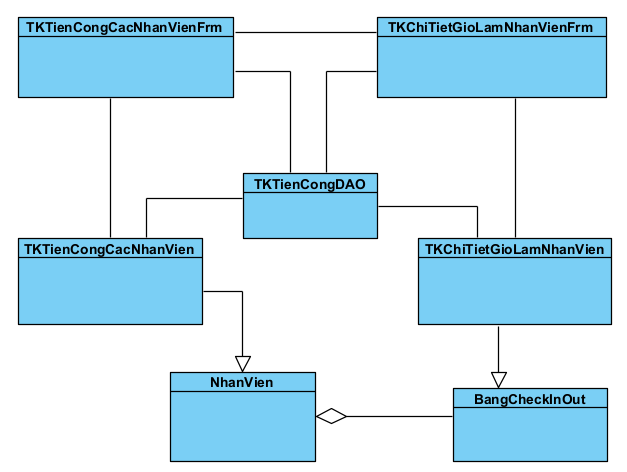 TKTienCongCacNhanVienFrm
TKChiTietGioLamNhanVienFrm
TKTienCongDAO
TKTienCongCacNhanVien
TKChiTietGioLamNhanVien
NhanVien
BangCheckInOut